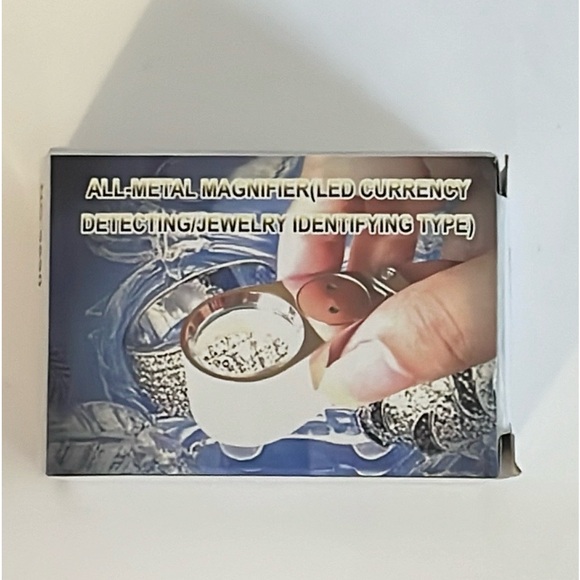 ALL-METAL MAGNIFIER(LED CURRENCY
DETECTING/JEWELRY IDENTIFYING TYPE)